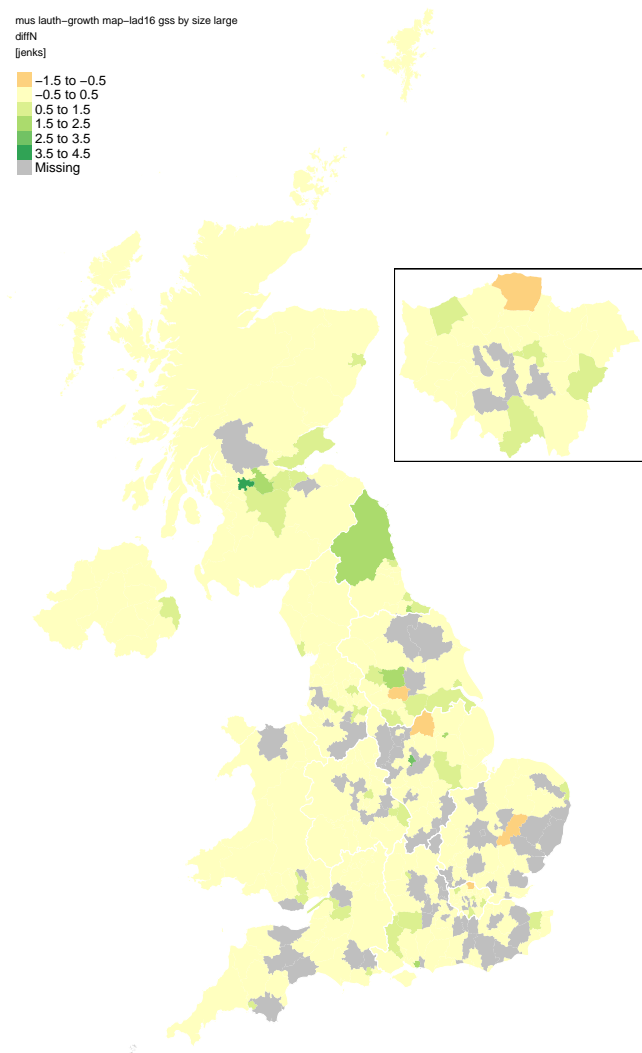 mus lauth-growth map-lad16 gss by size large
diffN
[jenks]
−1.5 to −0.5
−0.5 to 0.5
0.5 to 1.5
1.5 to 2.5
2.5 to 3.5
3.5 to 4.5
Missing